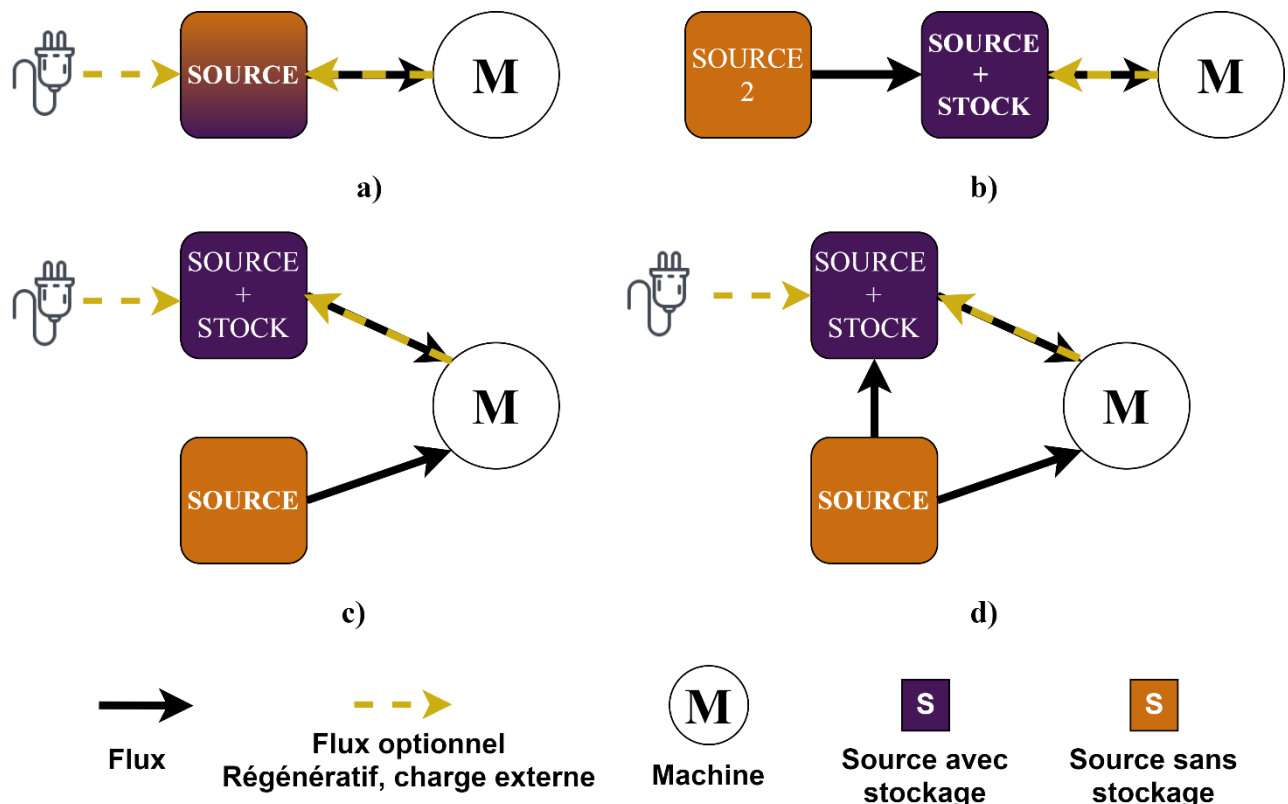 SOURCE
M
a)
SOURCE
2
SOURCE
+
STOCK
M
b)
SOURCE
+
STOCK
M
SOURCE
c)
SOURCE
+
STOCK
M
SOURCE
d)
Flux
Flux optionnel
Régénératif, charge externe
M
Machine
S
Source avec
stockage
S
Source sans
stockage